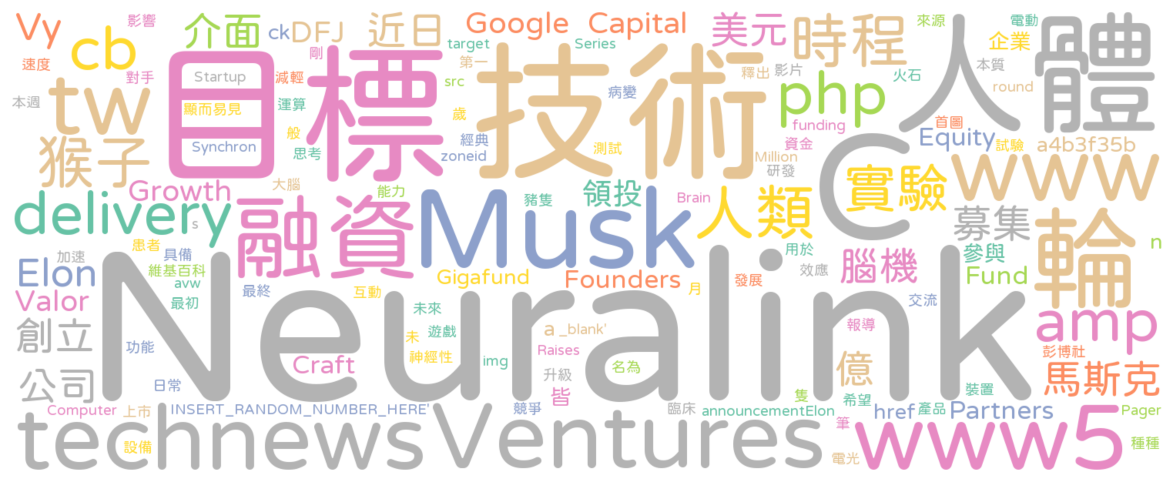 Vy
影響
介面
ck
DFJ
近日
Google
Capital
美元
時程
來源
電動
人體
速度
cb
剛
target
Series
第一
釋出
影片
企業
對手
Startup
減輕
src
火石
本質
本週
tw
顯而易見
運算
目標
技術
歲
病變
php
round
般
經典
funding
首圖
猴子
Synchron
思考
zoneid
測試
資金
Equity
試驗
a4b3f35b
Million
研發
Growth
大腦
能力
豬隻
領投
Brain
人類
C
實驗
www
delivery
s
融資
Musk
募集
輪
患者
具備
加速
維基百科
用於
參與
n
腦機
效應
Elon
avw
最終
互動
Gigafund
Founders
月
發展
Fund
Valor
最初
未來
交流
Neuralink
amp
創立
未
遊戲
a
_blank'
報導
功能
神經性
img
Raises
名為
彭博社
公司
日常
Craft
升級
億
馬斯克
皆
隻
希望
裝置
Computer
上市
INSERT_RANDOM_NUMBER_HERE'
競爭
臨床
announcementElon
href
產品
Partners
Pager
筆
technews
設備
Ventures
電光
www5
種種